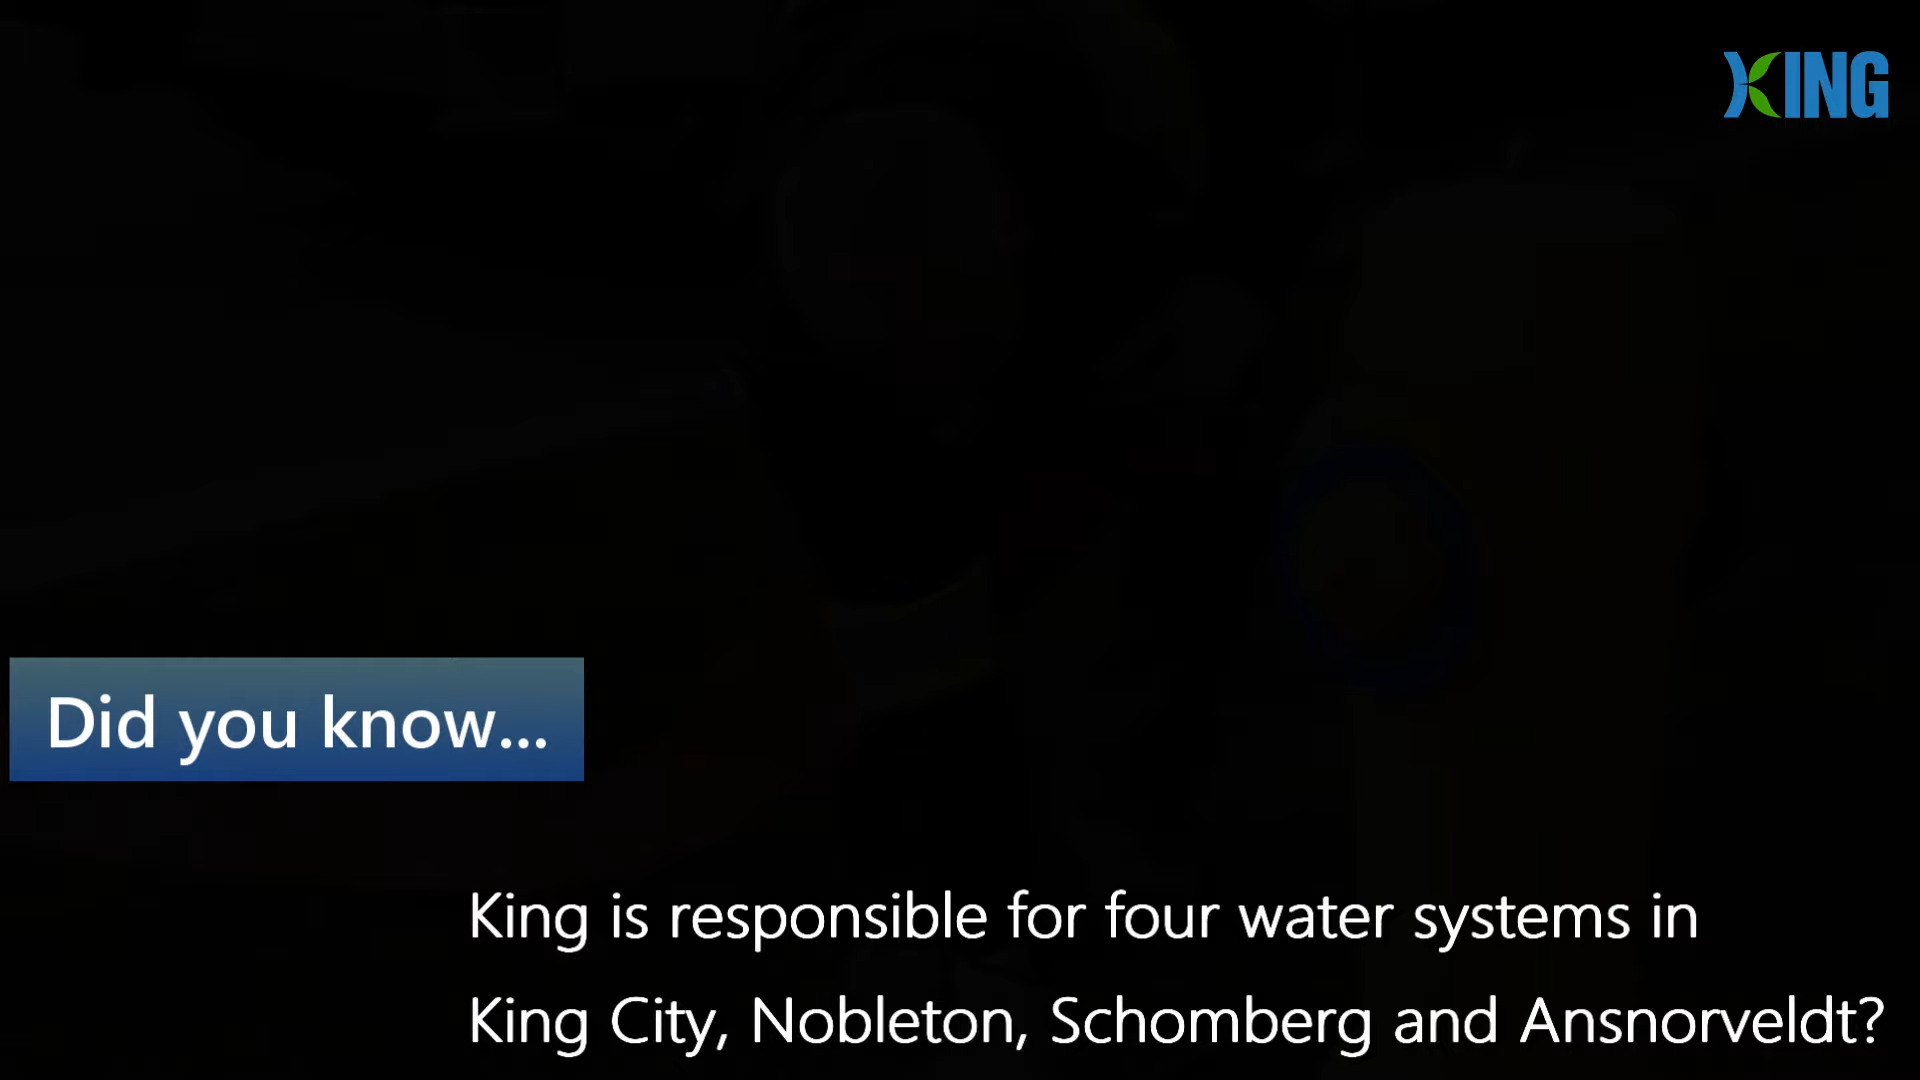 KING
Did you know...
King is responsible for four water systems in
King City, Nobleton, Schomberg and Ansnorveldt?